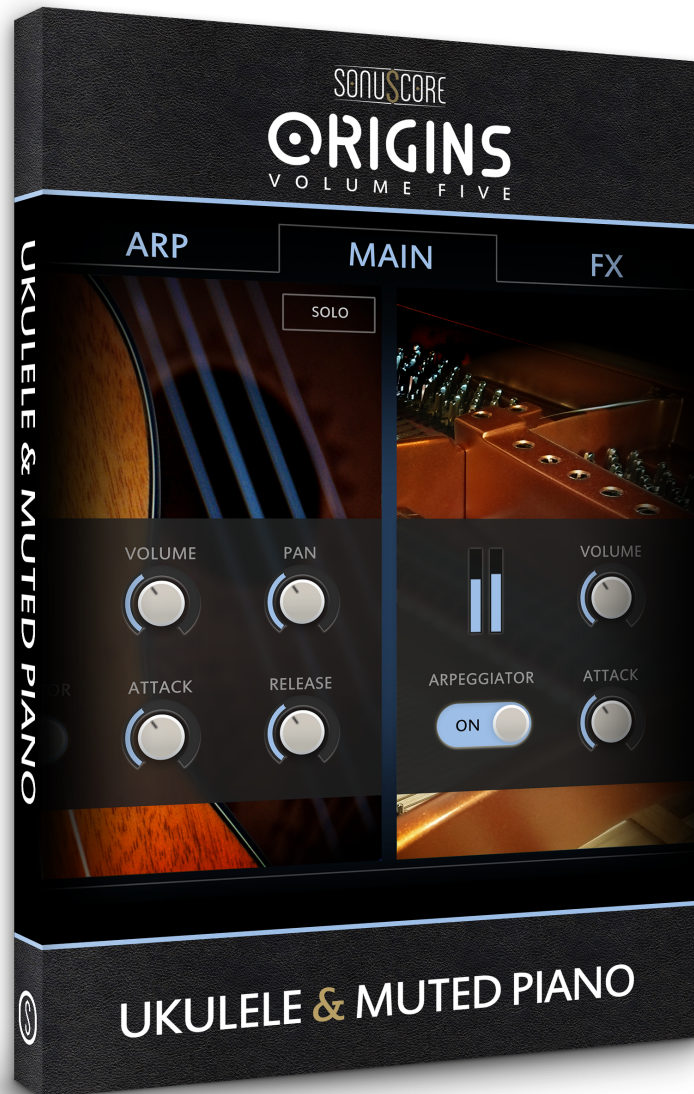 SONUSCORE
ORIGINS
VOLUME FIVE
UKULELE & MUTED PIANO
ARP
MAIN
FX
SOLO
VOLUME
PAN
VOLUME
ARPEGGIATOR
ATTACK
RELEASE
ATTACK
ON
UKULELE & MUTED PIANO